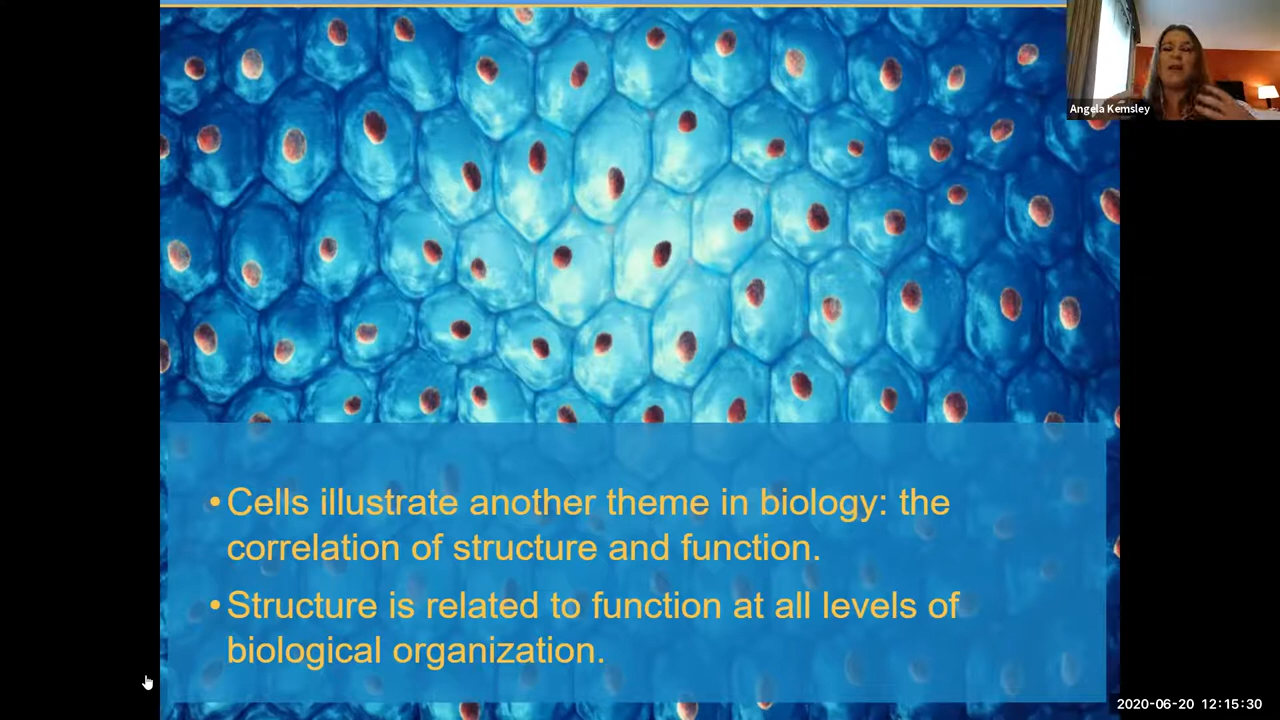 Angela Kemsley
• Cells illustrate another theme in biology: the
correlation of structure and function.
• Structure is related to function at all levels of
biological organization.
2020-06-20 12:15:30